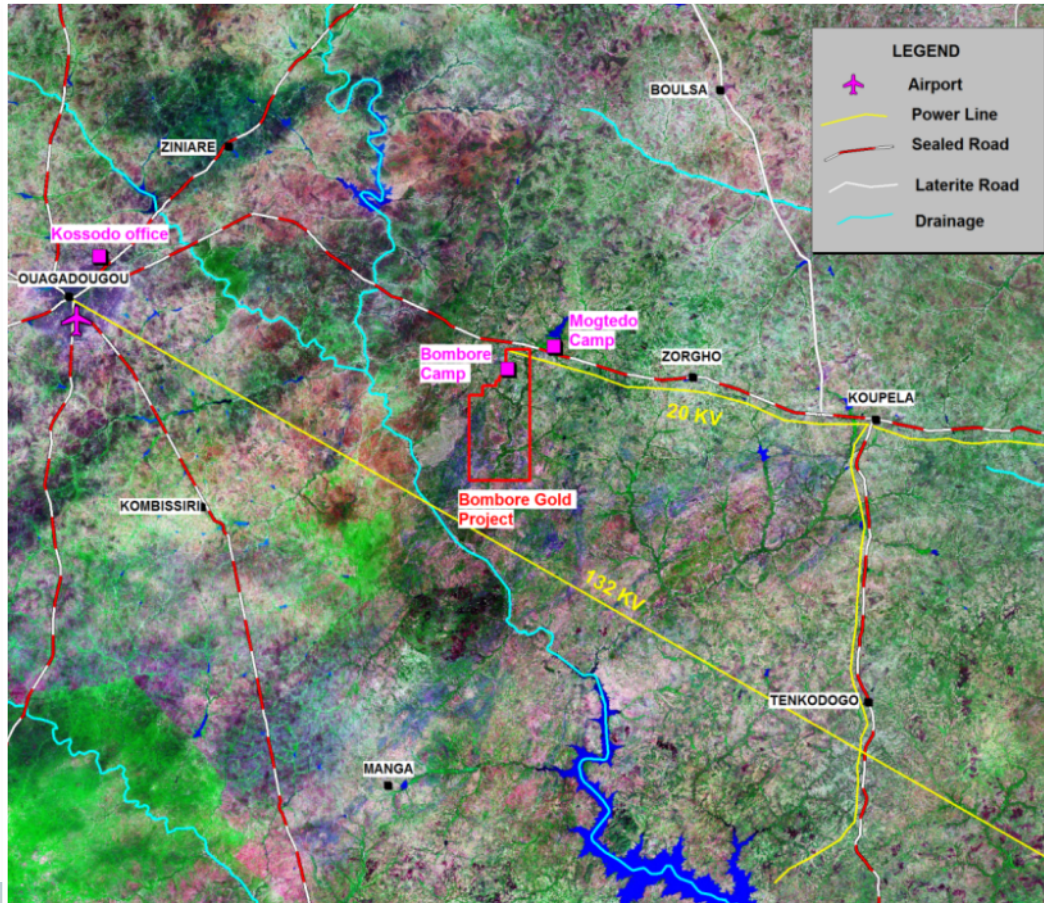 LEGEND
Airport
Power Line
Sealed Road
Laterite Road
Drainage
BOULSA
ZINIARE
Kossodo office
OUAGADOUGOU
Mogtedo
Camp
Bombore
Camp
ZORGHO
KOUPELA
20 KV
Bombore Gold
Project
KOMBISSIRI
132 KV
TENKODOGO
MANGA